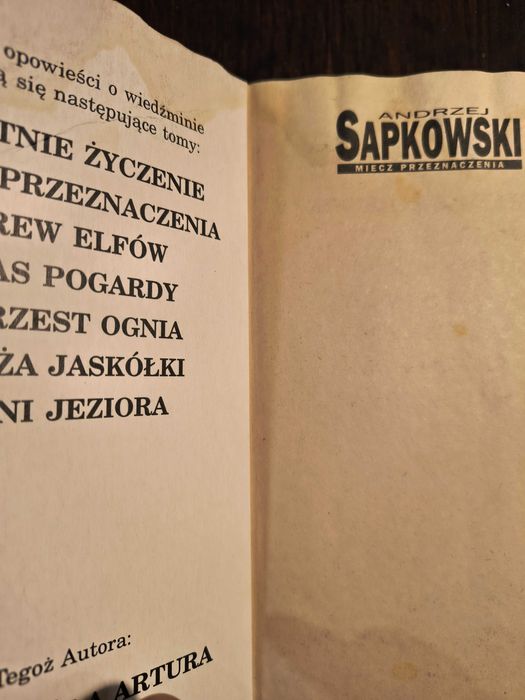 opowieści o wiedźminie
się następujące tomy:
TNIE ŻYCZENIE
PRZEZNACZENIA
REW ELFÓW
AS POGARDY
RZEST OGNIA
ŻA JASKÓŁKI
NI JEZIORA
Tegoż Autora:
ARTURA
ANDRZEJ
SAPKOWSKI
MIECZ PRZEZNACZENIA